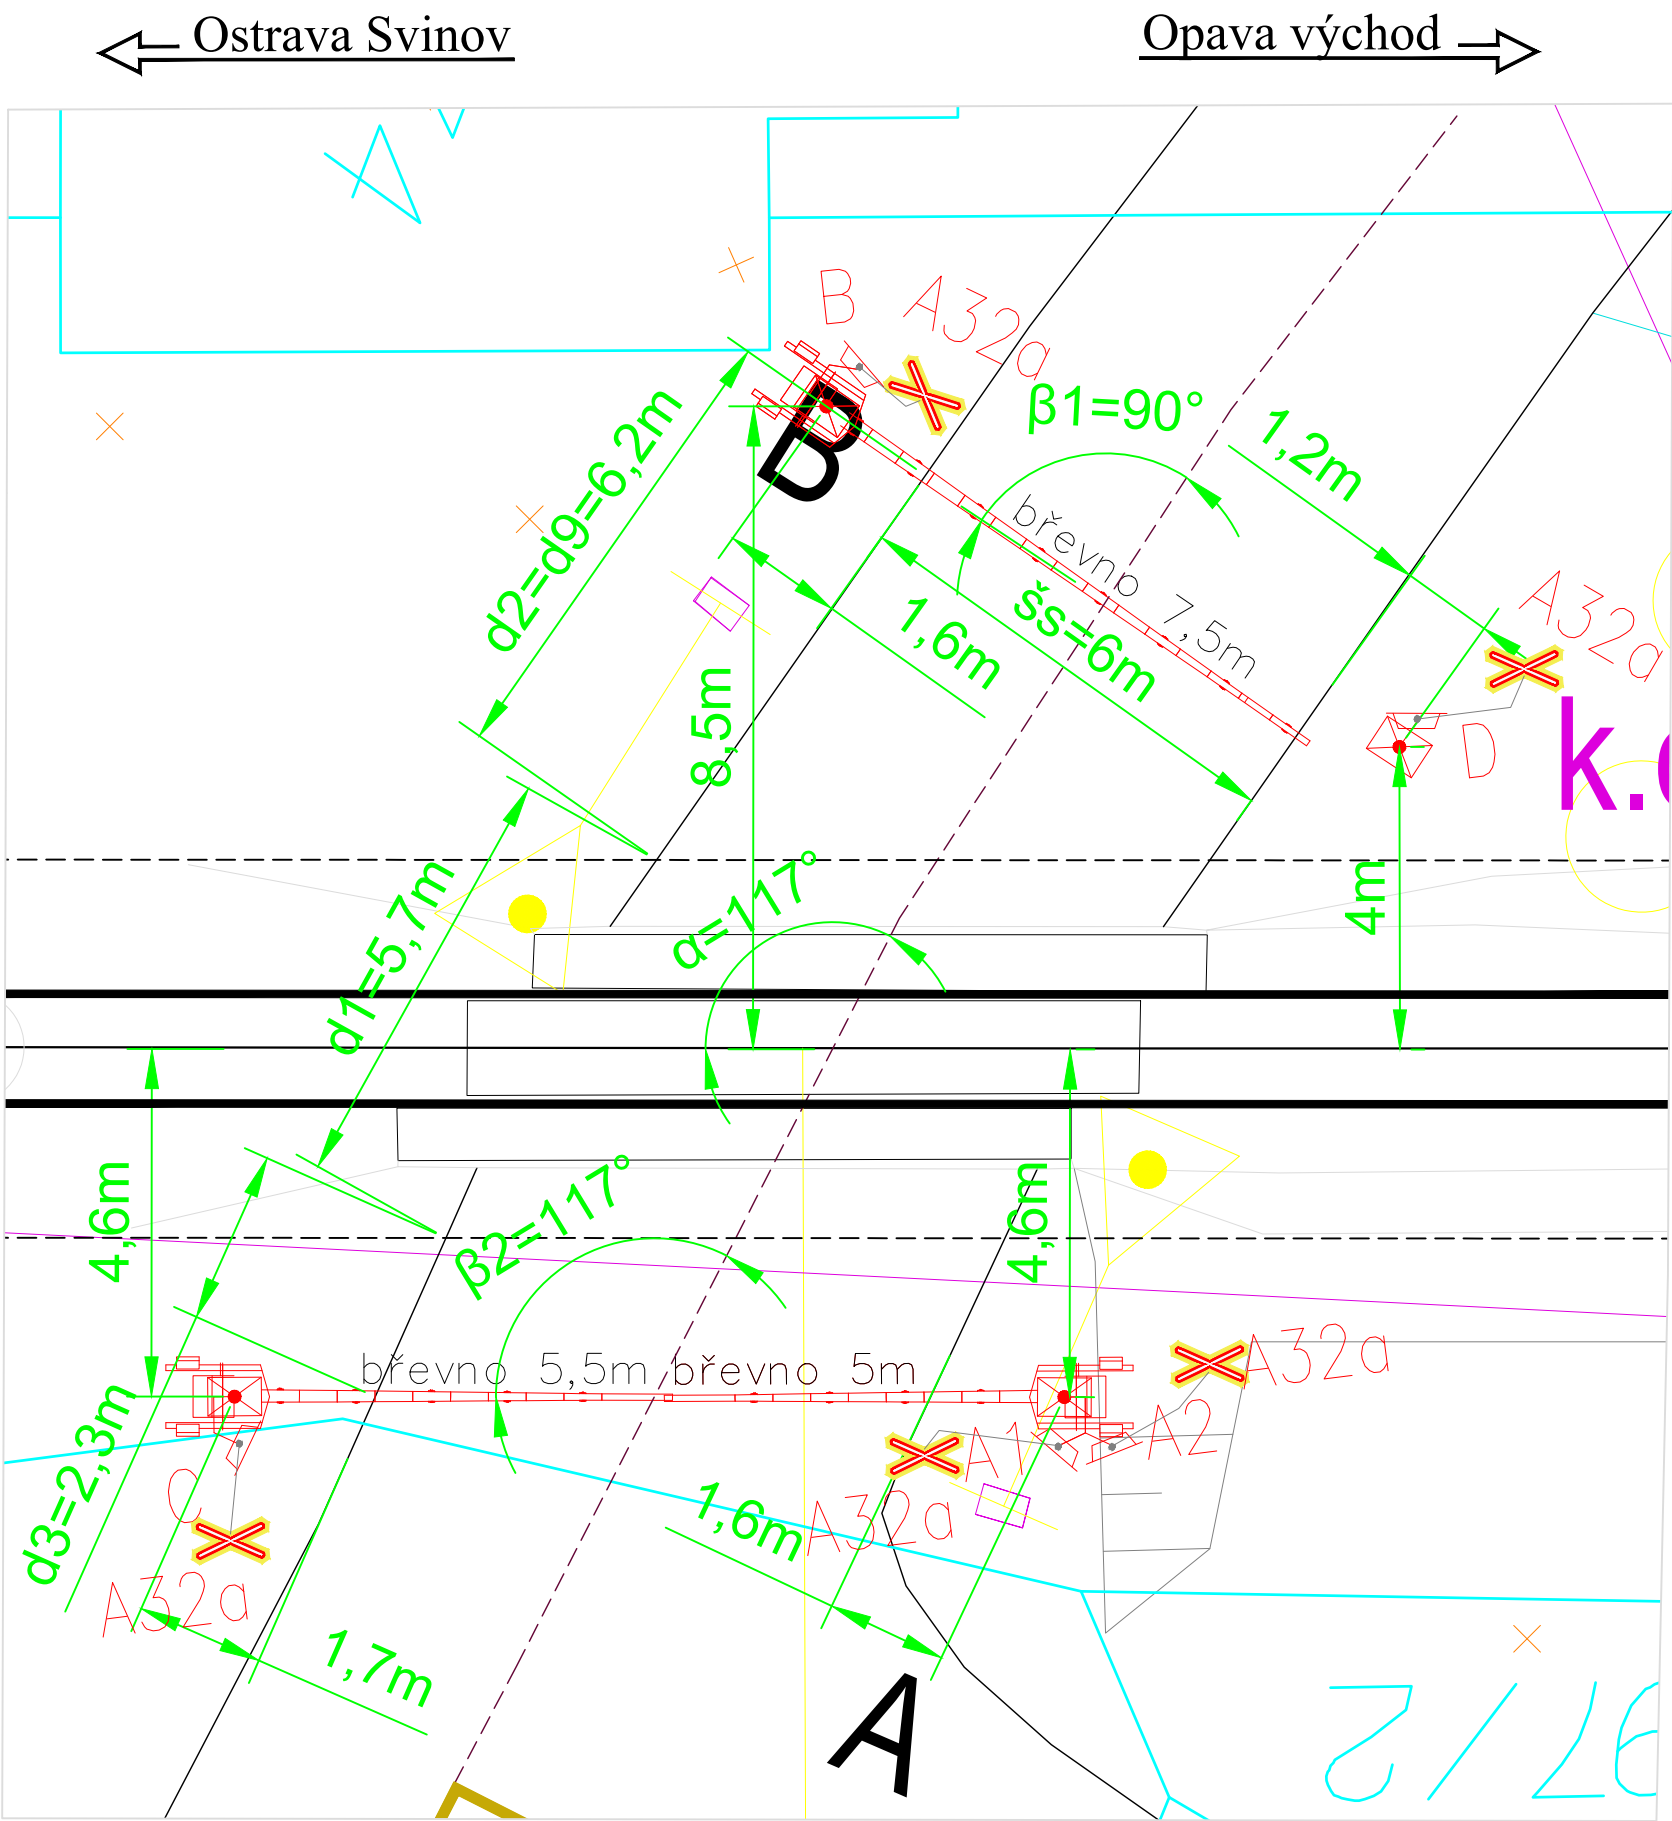 Ostrava Svinov
Opava východ
B
A32a
β1=90°
1,2m
d2=d9=6,2m
B
břevno 7,5m
A32a
1,6m
šs=6m
8,5m
D
k.
4m
α=117°
d1=5,7m
4,6m
β2=117°
4,6m
břevno 5,5m
břevno 5m
A32a
d3=2,3m
C
A1
A2
1,6m
A32a
A32a
1,7m
A
97/2